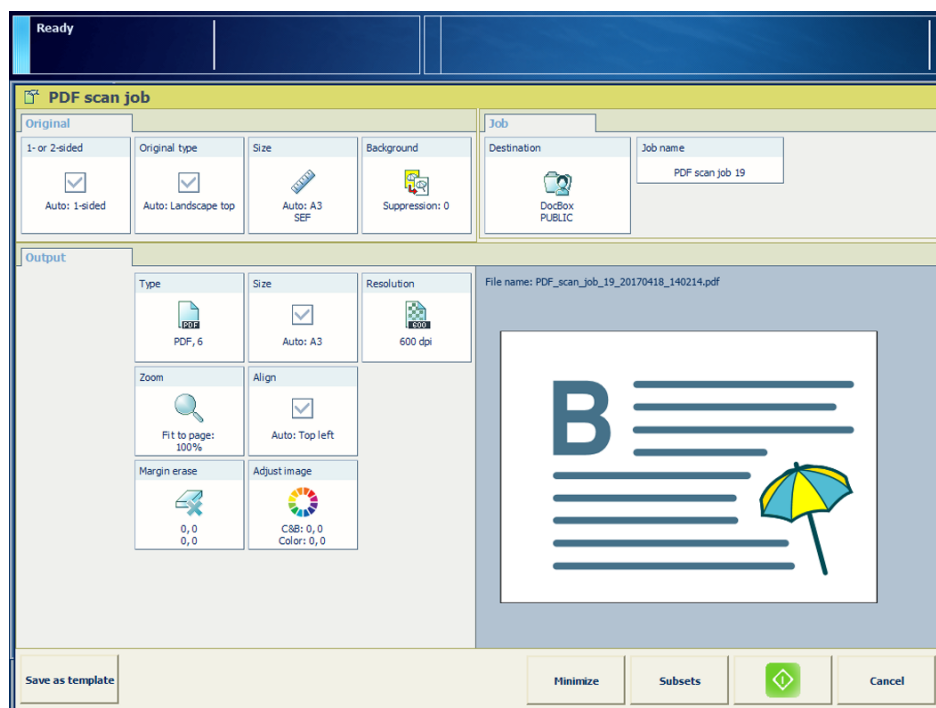 Ready
PDF scan job
Original
1- or 2-sided
Auto: 1-sided
Original type
Auto: Landscape top
Size
Auto: A3
SEF
Background
Suppression: 0
Job
Destination
DocBox
PUBLIC
Job name
PDF scan job 19
Output
Type
PDF
PDF, 6
Size
Auto: A3
Resolution
600
600 dpi
Zoom
Fit to page:
100%
Align
Auto: Top left
Margin erase
0, 0
0, 0
Adjust image
C&B: 0, 0
Color: 0, 0
File name: PDF_scan_job_19_20170418_140214.pdf
B
Save as template
Minimize
Subsets
Cancel